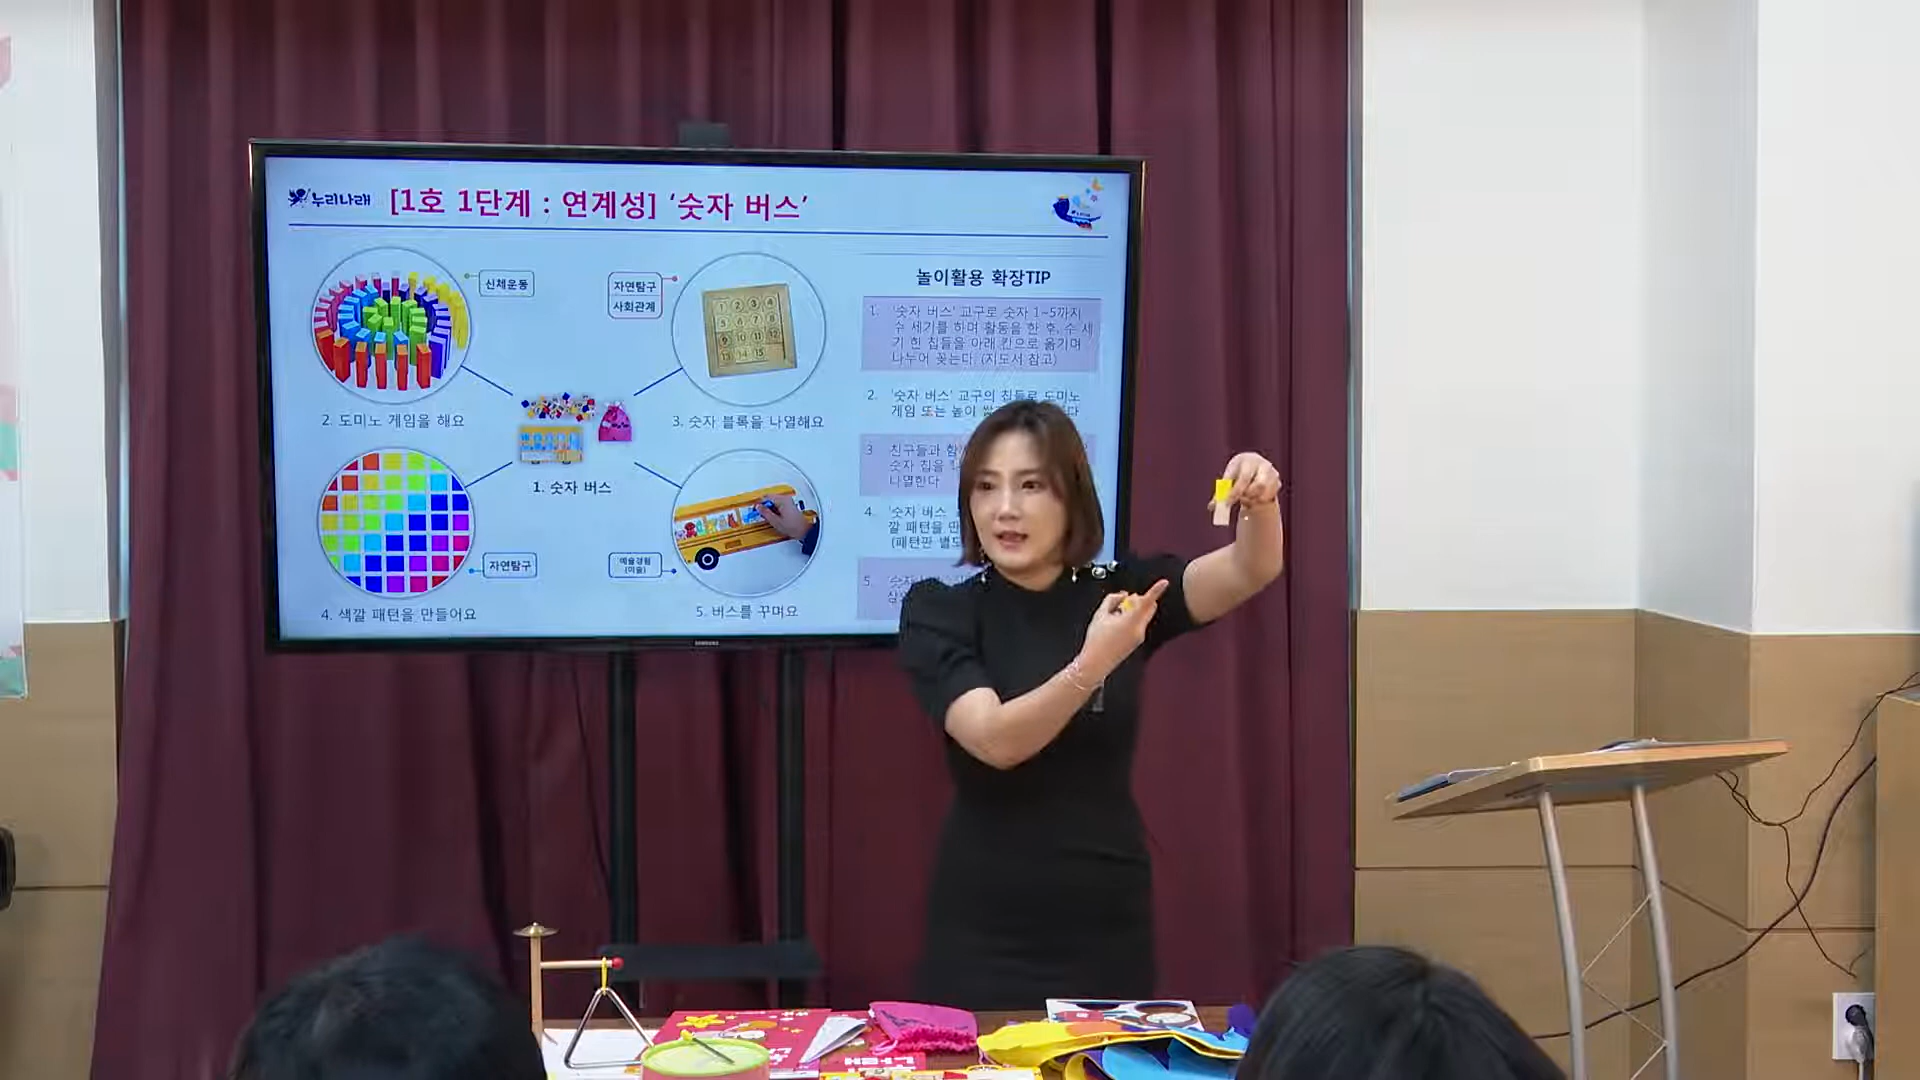 누리나래 [1호 1단계 : 연계성] '숫자 버스'
신체운동
2. 도미노 게임을 해요
자연탐구
사회관계
3. 숫자 블록을 나열해요
1. 숫자 버스
4. 색깔 패턴을 만들어요
자연탐구
예술경험
(미술)
5. 버스를 꾸며요
놀이활용 확장TIP
1. '숫자 버스' 교구로 숫자 1~5까지
수 세기를 하며 활동을 한 후, 수 세
기 한 칩들을 아래 칸으로 옮기며
나누어 꽂는다. (지도서 참고)
2. '숫자 버스' 교구의 칩들로 도미노
게임 또는 높이
3 친구들과
숫자 칩을
나열한다
4. '숫자 버스
깔 패턴을
(패턴판 별도
5.
SAMSUNG